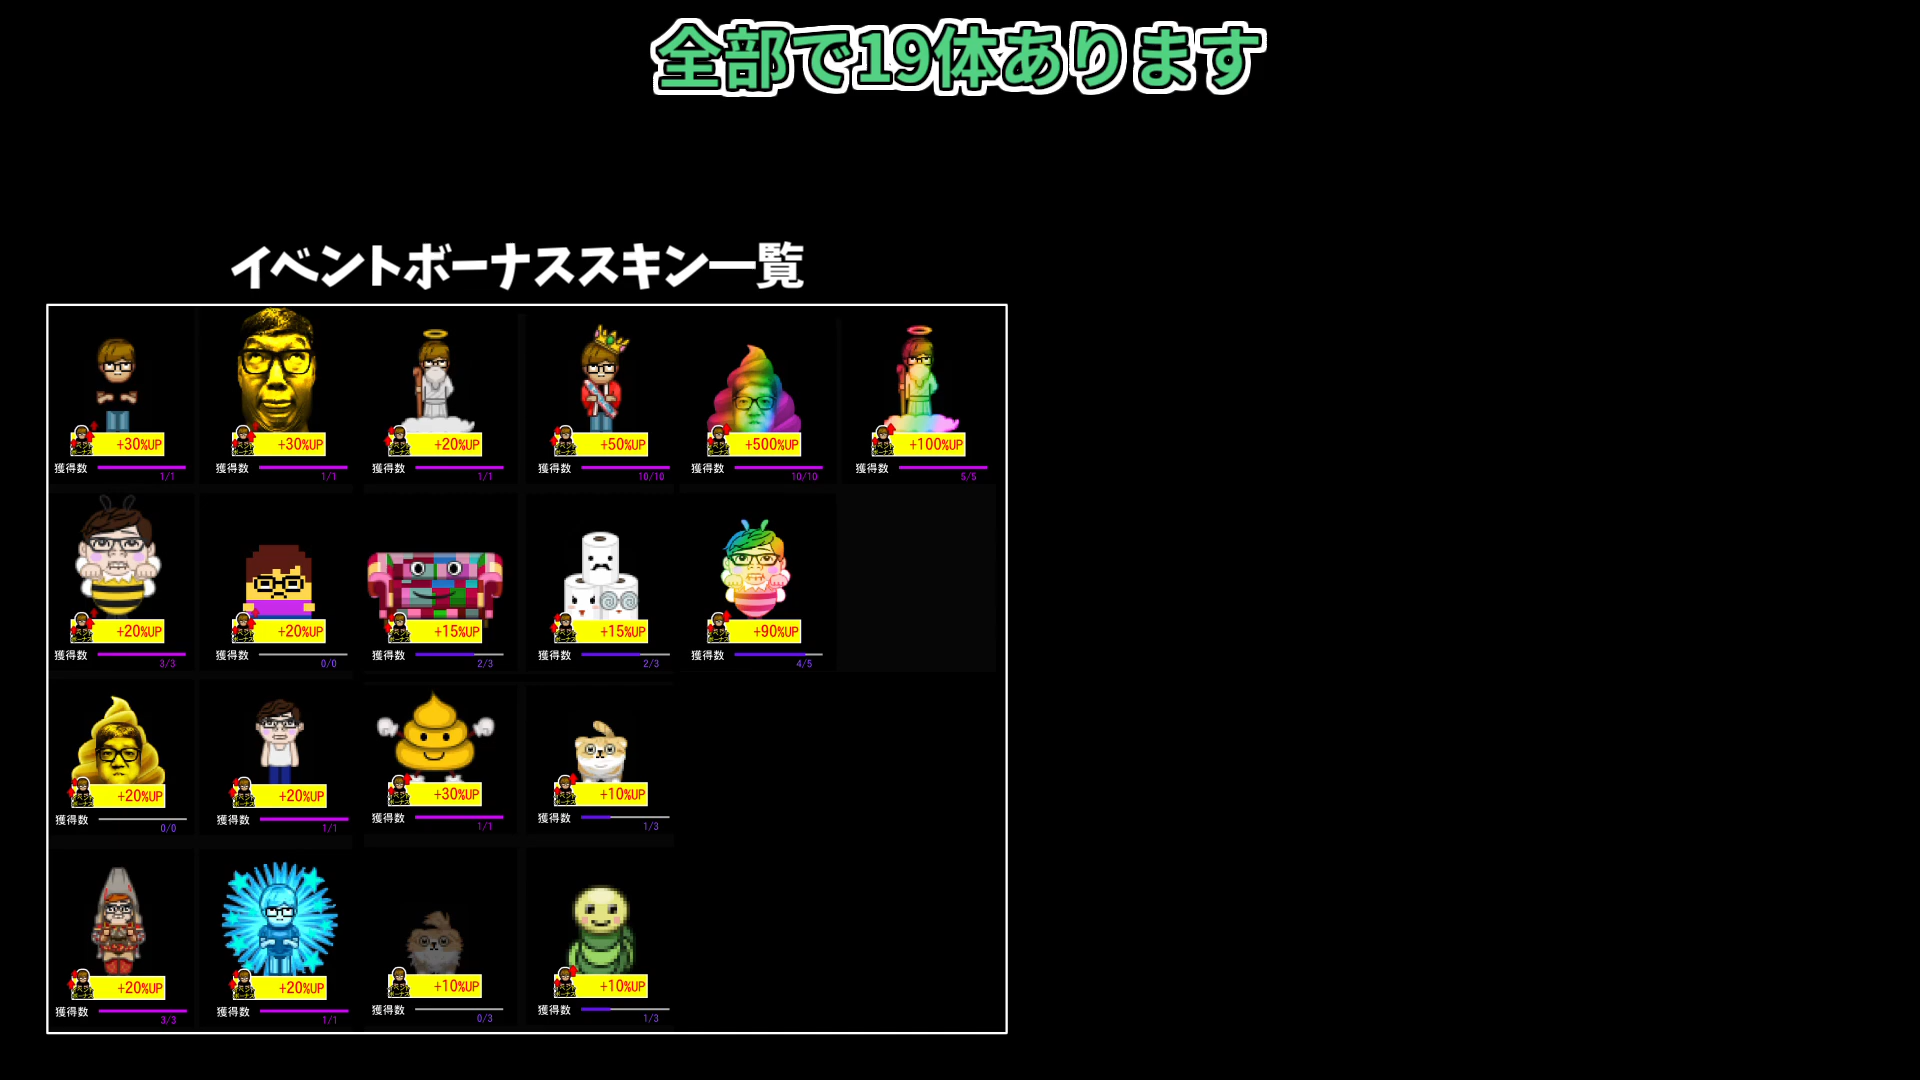 全部で19体あります
イベントボーナススキン一覧
+30%UP +30%UP +20%UP +50%UP +500%UP +100%UP
獲得数 獲得数 獲得数 獲得数 獲得数 獲得数
1/1 1/1 1/1 10/10 10/10 5/5
+20%UP +20%UP +15%UP +15%UP +90%UP
獲得数 獲得数 獲得数 獲得数 獲得数
3/3 0/0 2/3 2/3 4/5
+20%UP +20%UP +30%UP +10%UP
獲得数 獲得数 獲得数 獲得数
0/0 1/1 1/1 1/3
+20%UP +20%UP +10%UP +10%UP
獲得数 獲得数 獲得数 獲得数
3/3 1/1 0/3 1/3